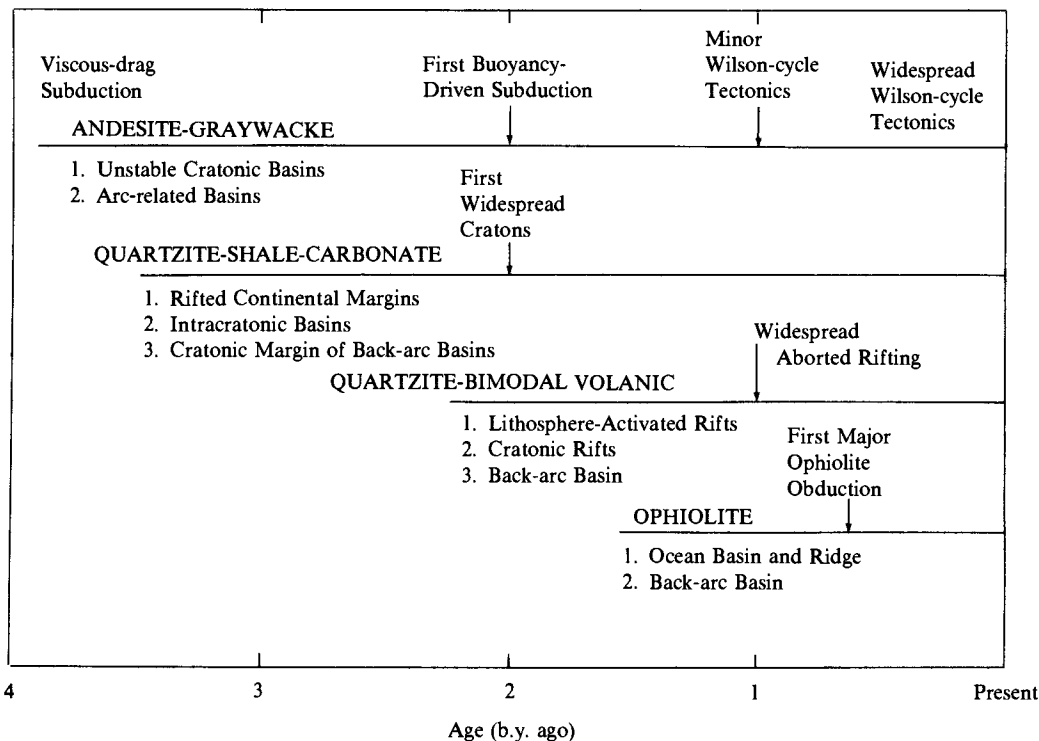 Viscous-drag
Subduction
First Buoyancy-
Driven Subduction
Minor
Wilson-cycle
Tectonics
Widespread
Wilson-cycle
Tectonics
ANDESITE-GRAYWACKE
1. Unstable Cratonic Basins
2. Arc-related Basins
First
Widespread
Cratons
QUARTZITE-SHALE-CARBONATE
1. Rifted Continental Margins
2. Intracratonic Basins
3. Cratonic Margin of Back-arc Basins
Widespread
Aborted Rifting
QUARTZITE-BIMODAL VOLANIC
1. Lithosphere-Activated Rifts
2. Cratonic Rifts
3. Back-arc Basin
First Major
Ophiolite
Obduction
OPHIOLITE
1. Ocean Basin and Ridge
2. Back-arc Basin
4 3 2 1 Present
Age (b.y. ago)